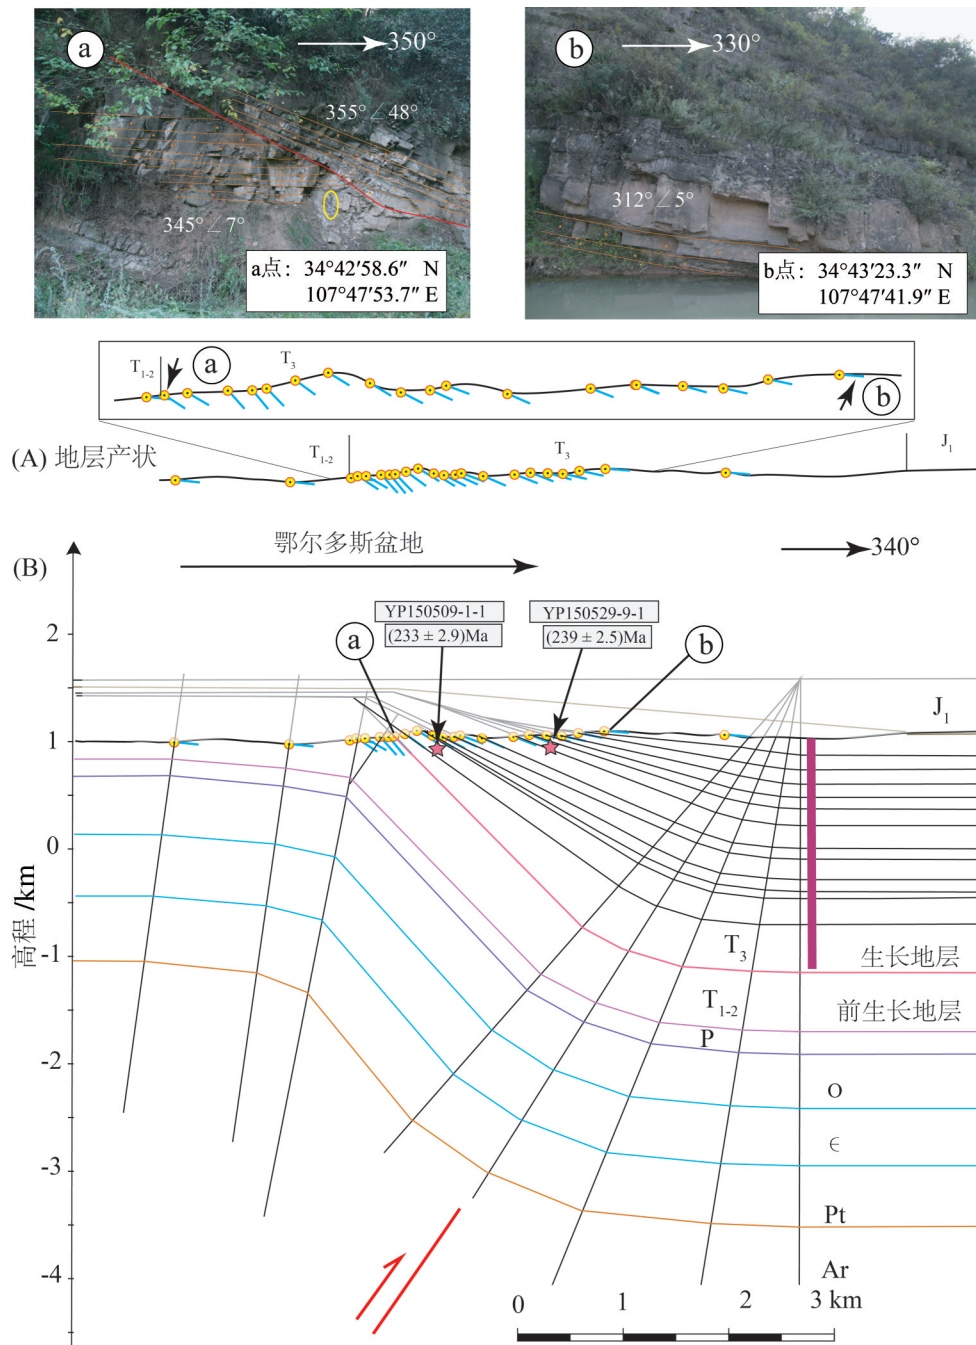 a
350°
355°∠48°
345°∠7°
a点: 34°42′58.6″ N
107°47′53.7″ E
b
330°
312°∠5°
b点: 34°43′23.3″ N
107°47′41.9″ E
T1-2
a
T3
b
(A) 地层产状
T1-2
T3
J1
(B)
鄂尔多斯盆地
340°
YP150509-1-1
(233 ± 2.9)Ma
YP150529-9-1
(239 ± 2.5)Ma
a
b
2
1
0
-1
-2
-3
-4
高程/km
J1
T3
生长地层
T1-2
前生长地层
P
O
ϵ
Pt
Ar
0
1
2
3 km